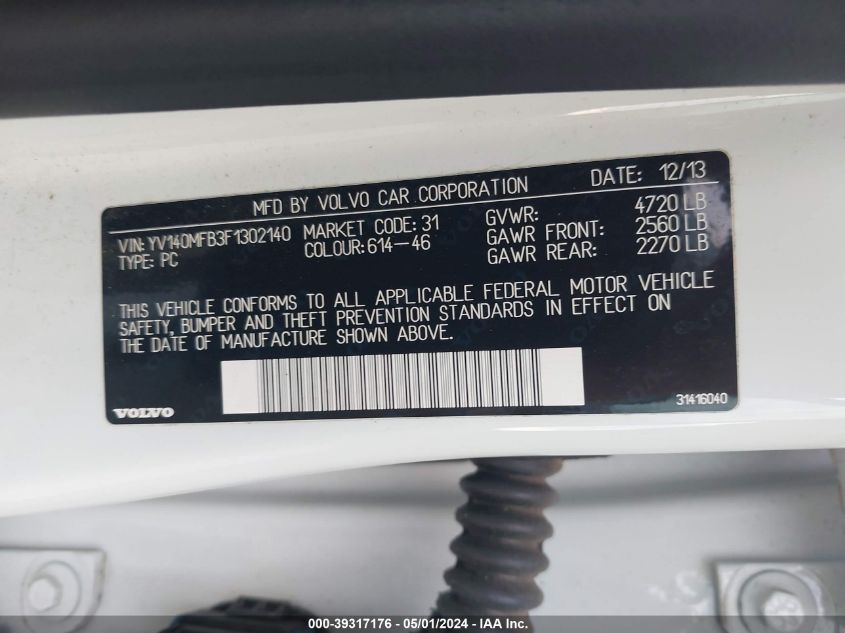 MFD BY VOLVO CAR CORPORATION DATE: 12/13
VIN: YV140MFB3F1302140 MARKET CODE: 31 GVWR: 4720 LB
TYPE: PC COLOUR: 614-46 GAWR FRONT: 2560 LB
GAWR REAR: 2270 LB
THIS VEHICLE CONFORMS TO ALL APPLICABLE FEDERAL MOTOR VEHICLE
SAFETY, BUMPER AND THEFT PREVENTION STANDARDS IN EFFECT ON
THE DATE OF MANUFACTURE SHOWN ABOVE.
VOLVO
31416040
000-39317176 - 05/01/2024 - IAA Inc.